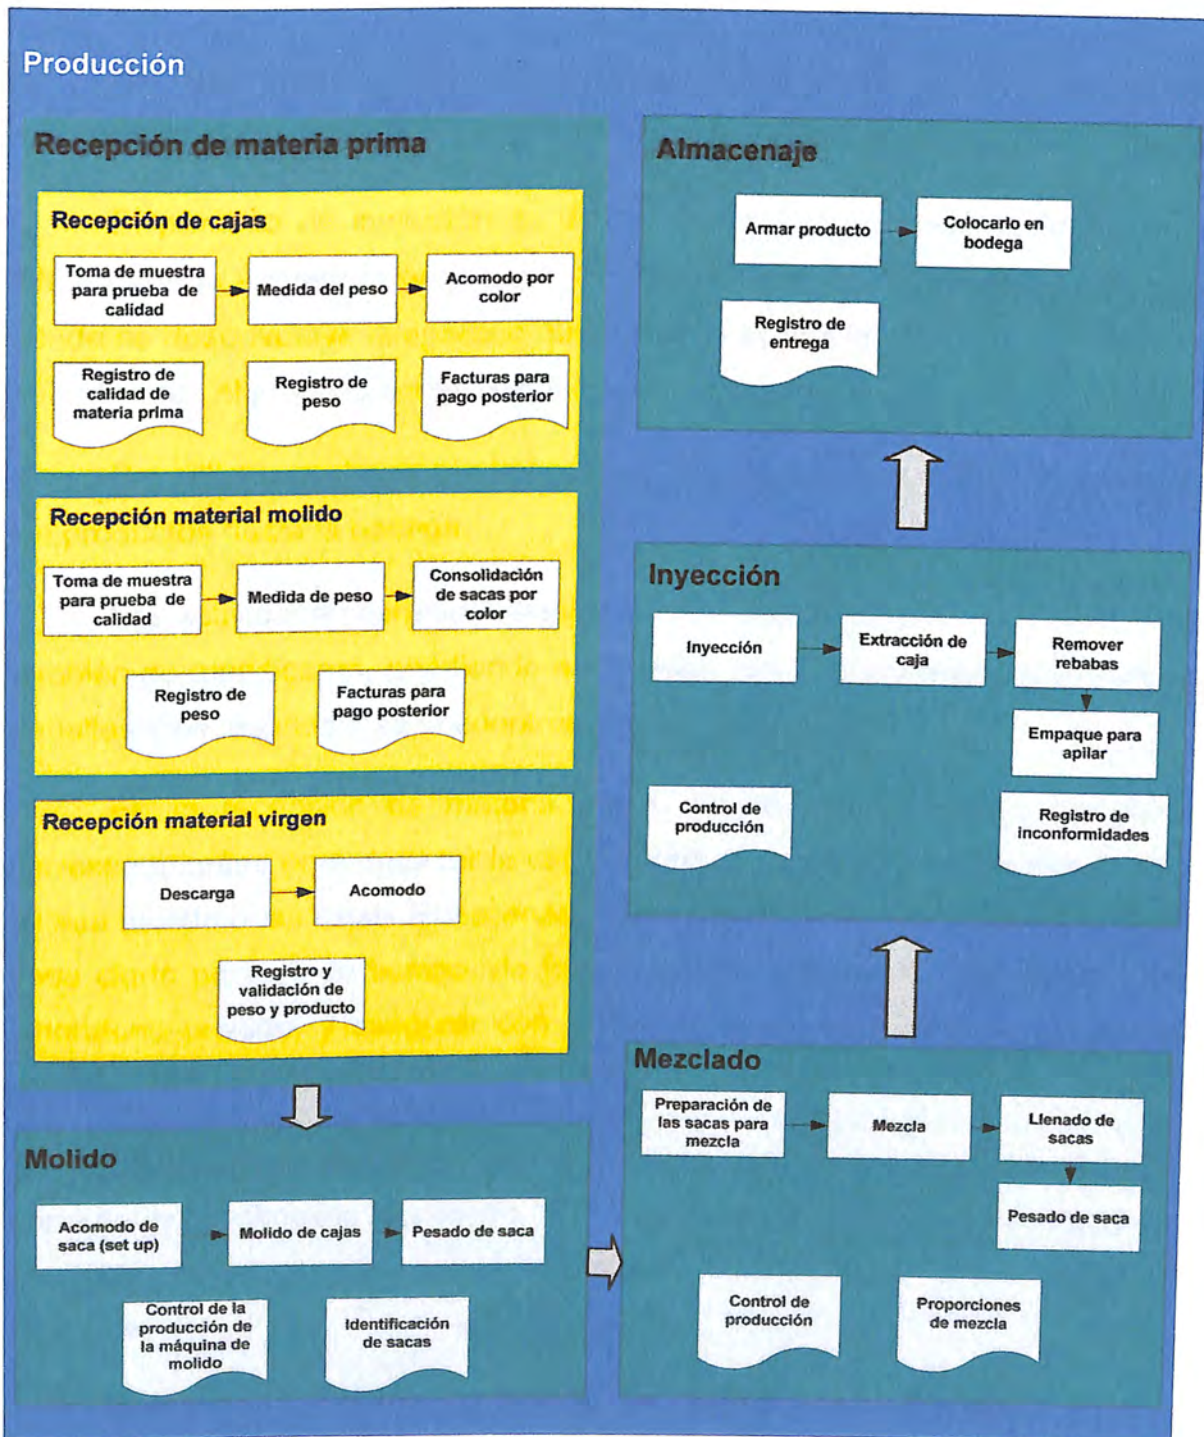 Producción
Recepción de materia prima
Recepción de cajas
Toma de muestra
para prueba de
calidad
Medida del peso
Acomodo por
color
Registro de
calidad de
materia prima
Registro de
peso
Facturas para
pago posterior
Recepción material molido
Toma de muestra
para prueba de
calidad
Medida de peso
Consolidación
de sacas por
color
Registro de
peso
Facturas para
pago posterior
Recepción material virgen
Descarga
Acomodo
Registro y
validación de
peso y producto
Molido
Acomodo de
saca (set up)
Molido de cajas
Pesado de saca
Control de la
producción de
la máquina de
molido
Identificación
de sacas
Mezclado
Preparación de
las sacas para
mezcla
Mezcla
Llenado de
sacas
Pesado de saca
Control de
producción
Proporciones
de mezcla
Inyección
Inyección
Extracción de
caja
Remover
rebabas
Empaque para
apilar
Control de
producción
Registro de
inconformidades
Almacenaje
Armar producto
Colocarlo en
bodega
Registro de
entrega